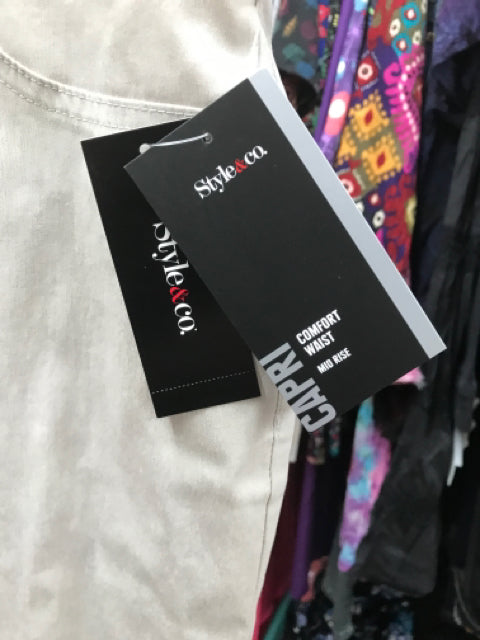 Style&co.
Style&co.
COMFORT
WAIST
MID RISE
CAPRI